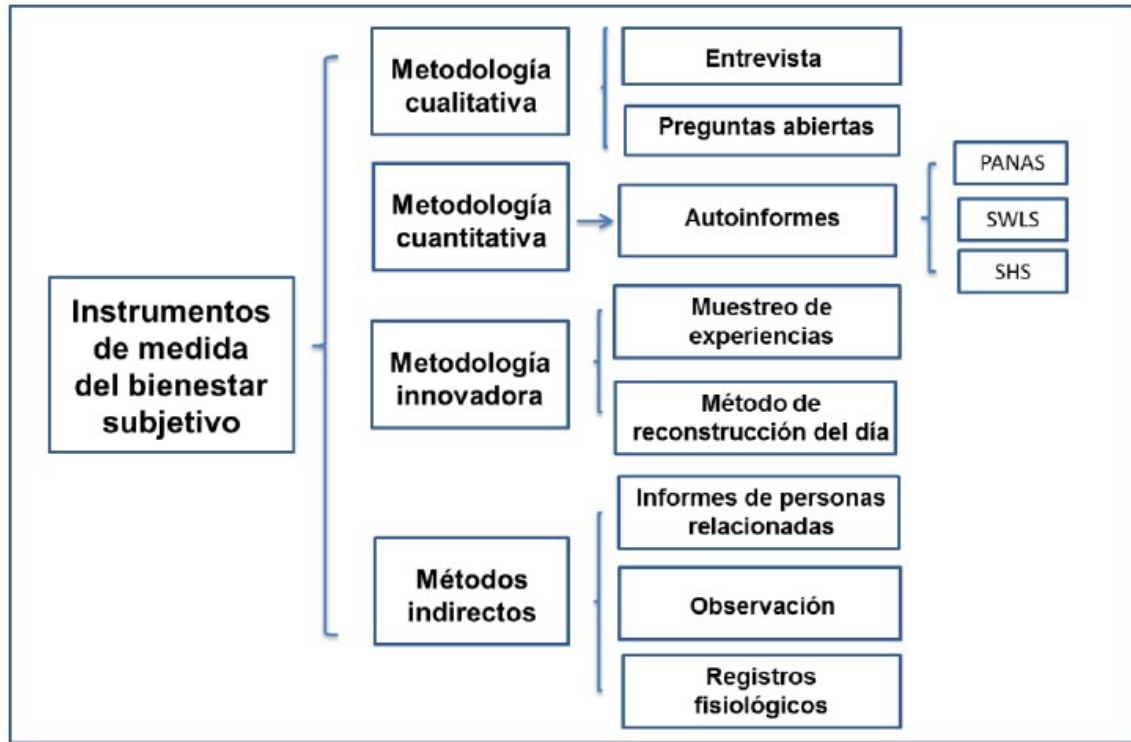 Instrumentos
de medida
del bienestar
subjetivo
Metodología
cualitativa
Entrevista
Preguntas abiertas
Metodología
cuantitativa
Autoinformes
PANAS
SWLS
SHS
Metodología
innovadora
Muestreo de
experiencias
Método de
reconstrucción del día
Métodos
indirectos
Informes de personas
relacionadas
Observación
Registros
fisiológicos